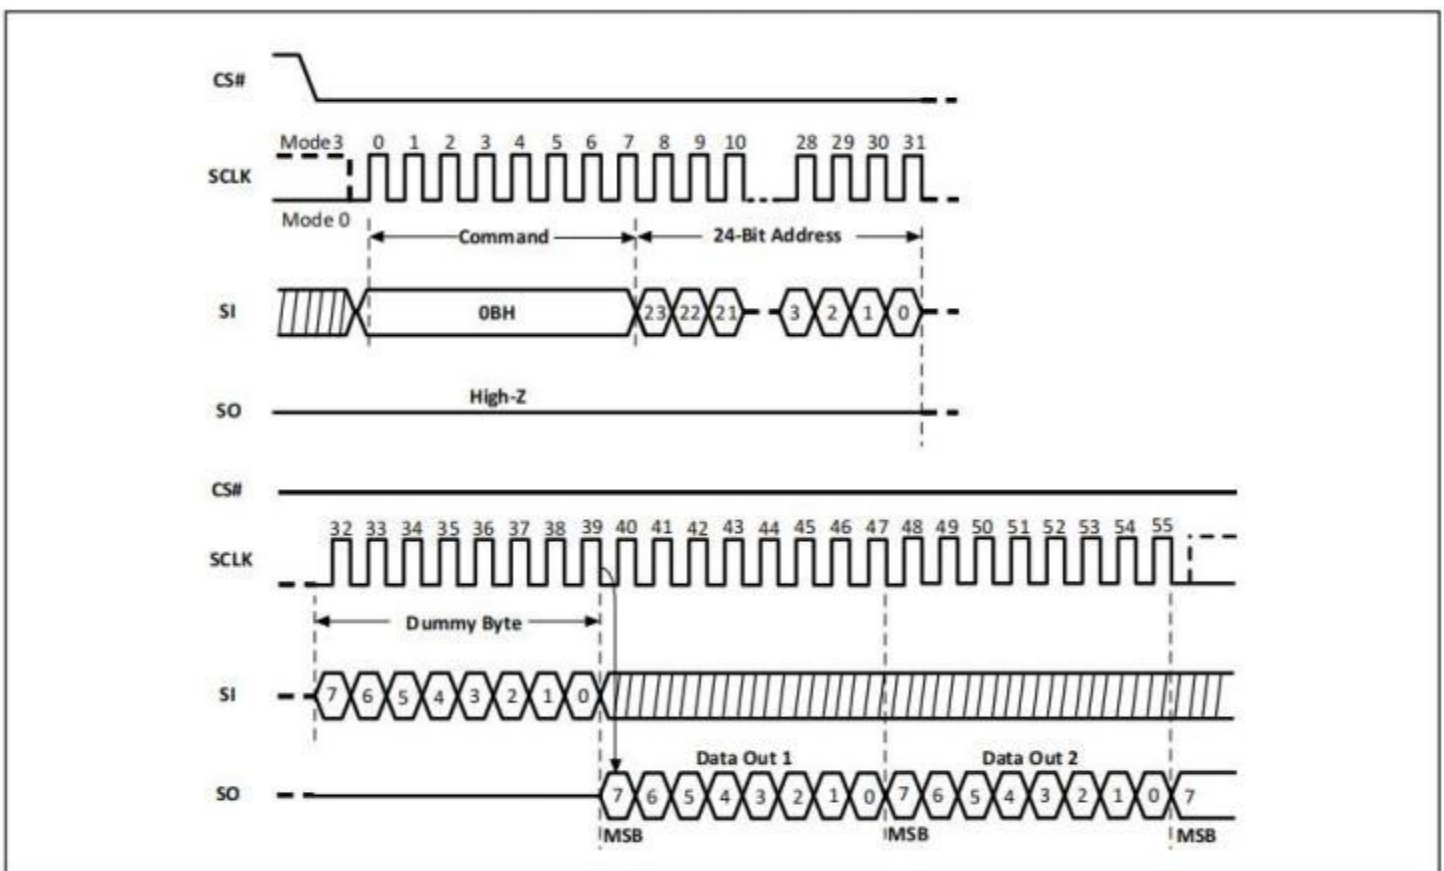 CS#
Mode3 0 1 2 3 4 5 6 7 8 9 10 28 29 30 31
SCLK
Mode 0
Command 24-Bit Address
SI 0BH 23 22 21 3 2 1 0
High-Z
SO
CS#
32 33 34 35 36 37 38 39 40 41 42 43 44 45 46 47 48 49 50 51 52 53 54 55
SCLK
Dummy Byte
SI 7 6 5 4 3 2 1 0
Data Out 1 Data Out 2
SO 7 6 5 4 3 2 1 0 7 6 5 4 3 2 1 0 7
MSB MSB MSB